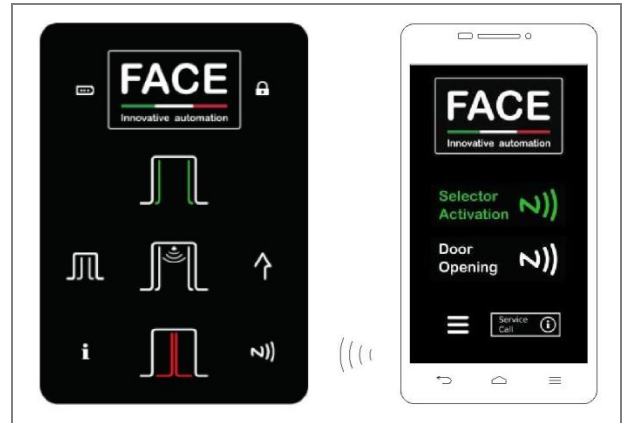 FACE
Innovative automation
i
FACE
Innovative automation
Selector
Activation
Door
Opening
Service
Call
i